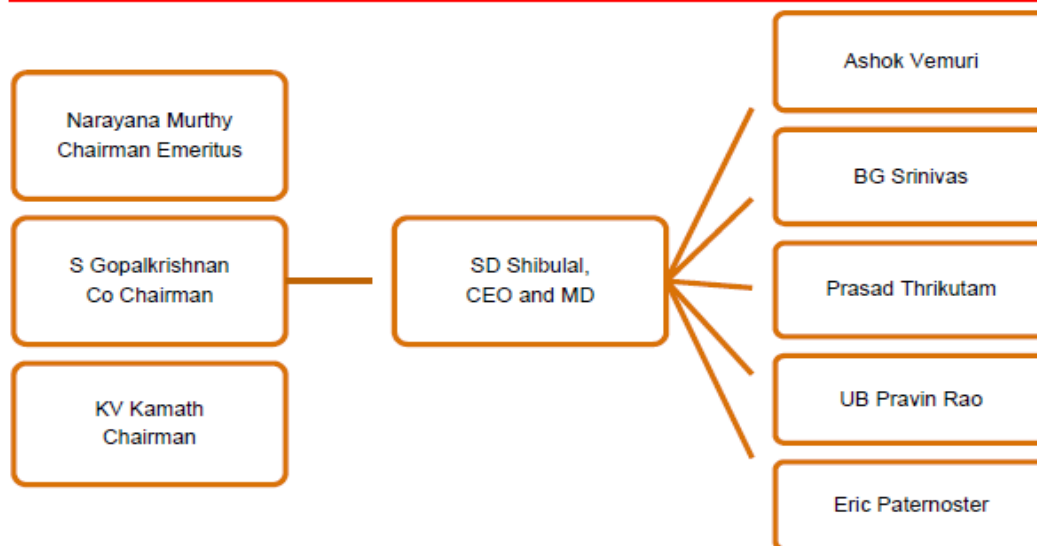 Narayana Murthy
Chairman Emeritus
S Gopalkrishnan
Co Chairman
KV Kamath
Chairman
SD Shibulal,
CEO and MD
Ashok Vemuri
BG Srinivas
Prasad Thrikutam
UB Pravin Rao
Eric Paternoster